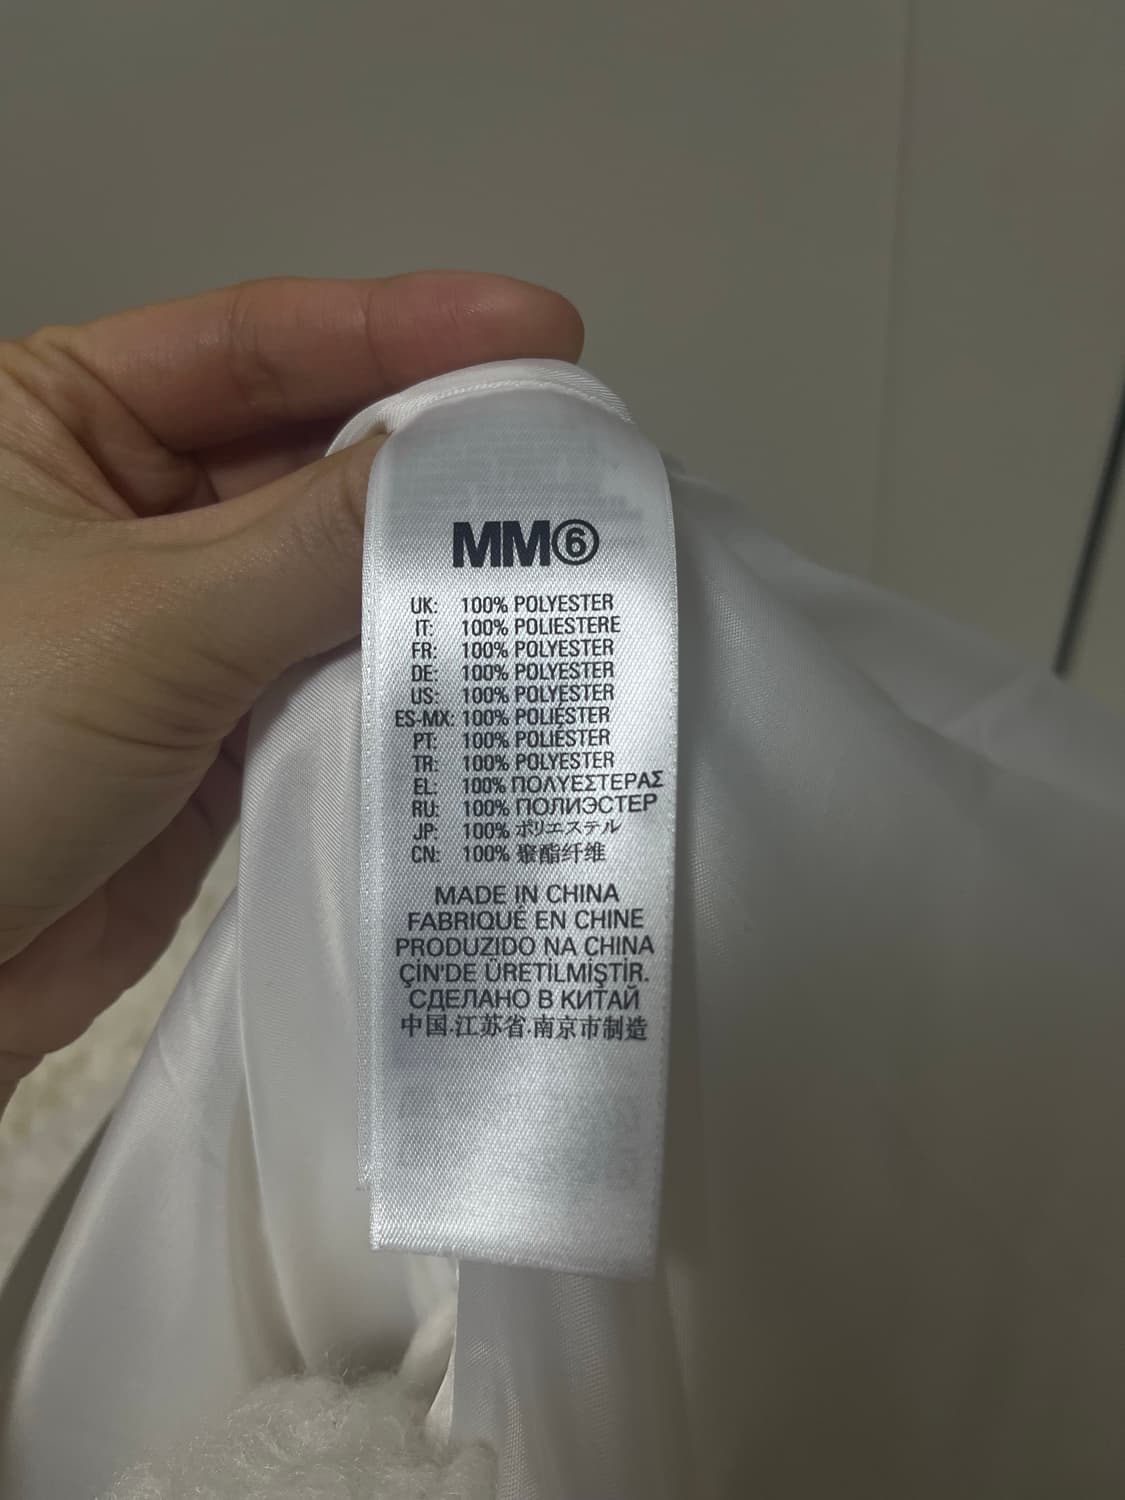 MM⑥
UK: 100% POLYESTER
IT: 100% POLIESTERE
FR: 100% POLYESTER
DE: 100% POLYESTER
US: 100% POLYESTER
ES-MX: 100% POLIÉSTER
PT: 100% POLIÉSTER
TR: 100% POLYESTER
EL: 100% ΠΟΛΥΕΣΤΕΡΑΣ
RU: 100% ПОЛИЭСТЕР
JP: 100% ポリエステル
CN: 100% 聚酯纤维
MADE IN CHINA
FABRIQUÉ EN CHINE
PRODUZIDO NA CHINA
ÇİN'DE ÜRETİLMİŞTİR.
СДЕЛАНО В КИТАЙ
中国.江苏省.南京市制造